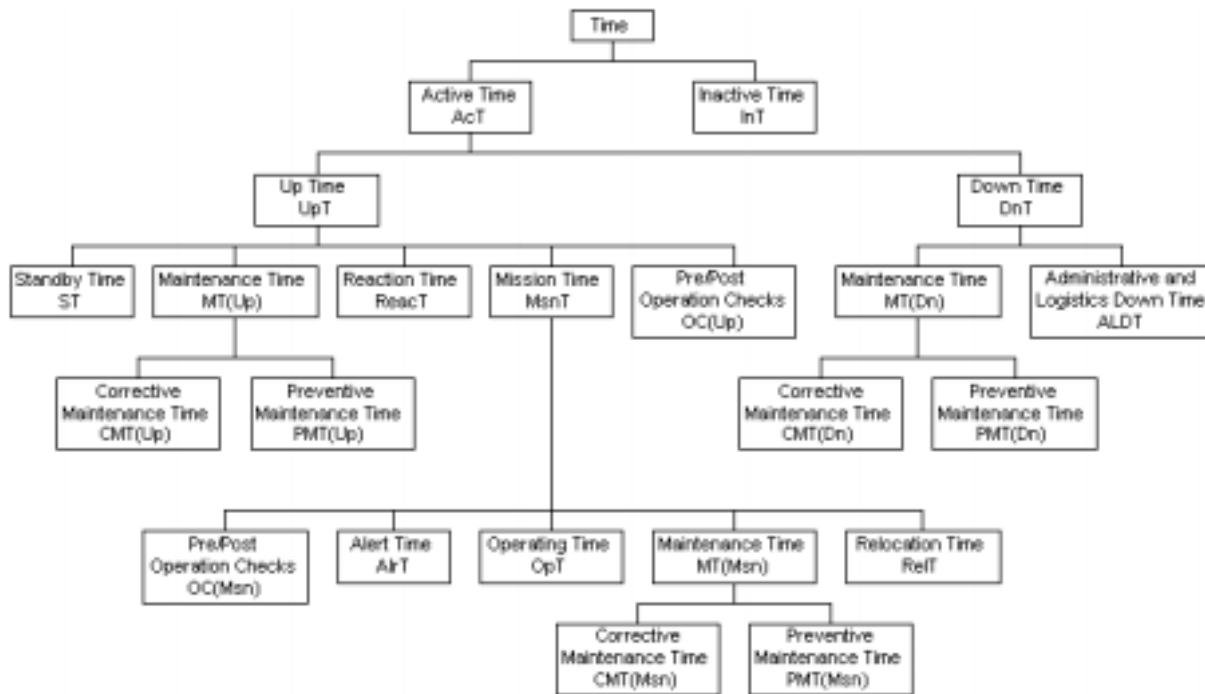 Time
Active Time
AcT
Inactive Time
InT
Up Time
UpT
Down Time
DnT
Standby Time
ST
Maintenance Time
MT(Up)
Reaction Time
ReacT
Mission Time
MsnT
Pre/Post
Operation Checks
OC(Up)
Maintenance Time
MT(Dn)
Administrative and
Logistics Down Time
ALDT
Corrective
Maintenance Time
CMT(Up)
Preventive
Maintenance Time
PMT(Up)
Corrective
Maintenance Time
CMT(Dn)
Preventive
Maintenance Time
PMT(Dn)
Pre/Post
Operation Checks
OC(Msn)
Alert Time
AlrT
Operating Time
OpT
Maintenance Time
MT(Msn)
Relocation Time
RelT
Corrective
Maintenance Time
CMT(Msn)
Preventive
Maintenance Time
PMT(Msn)